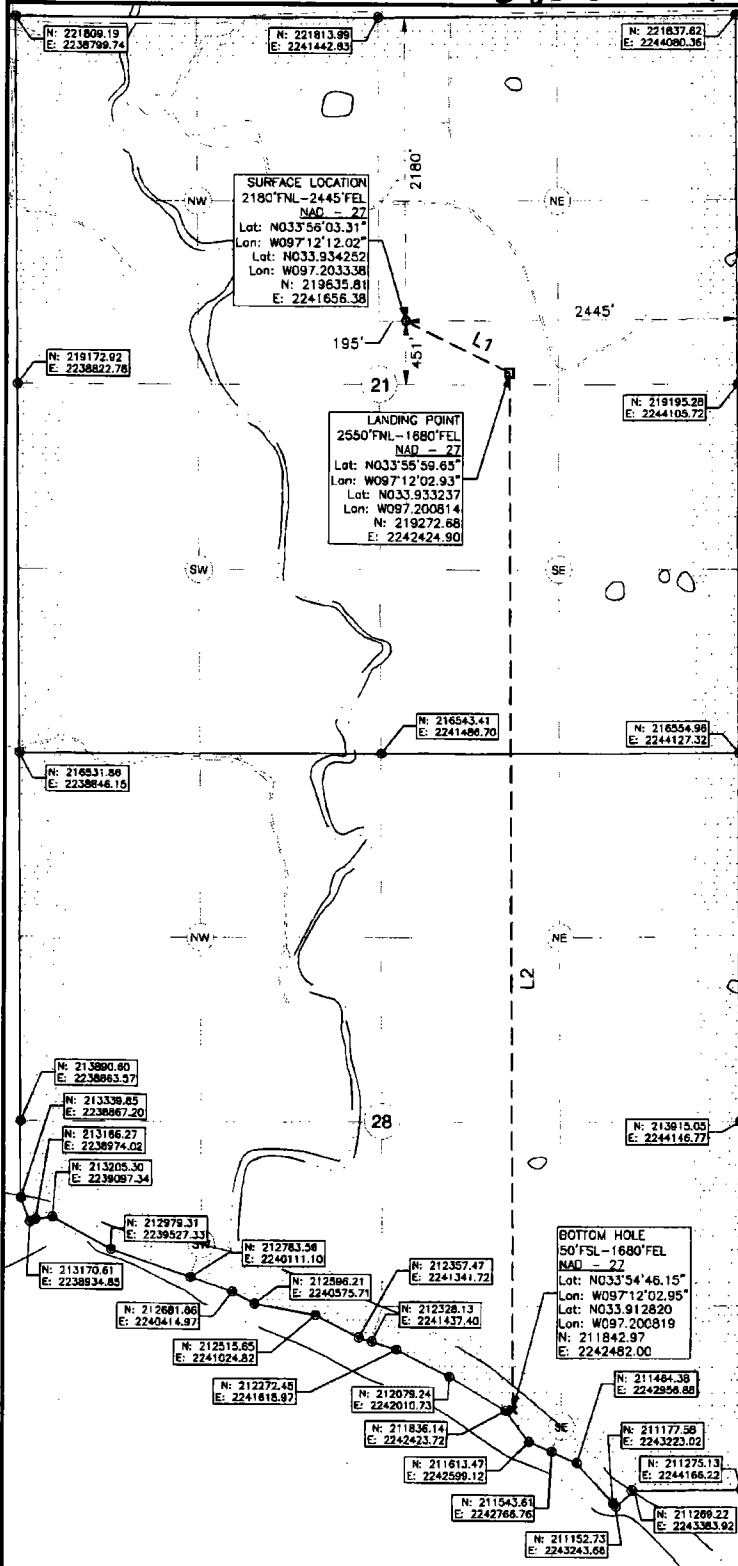 N: 221809.19
E: 2238799.74
N: 221813.99
E: 2241442.83
N: 221837.62
E: 2244080.36
2180'
NW
NE
SURFACE LOCATION
2180'FNL-2445'FEL
NAD - 27
Lat: N033°56'03.31"
Lon: W097°12'12.02"
Lat: N033.934252
Lon: W097.203338
N: 219635.81
E: 2241656.38
2445'
L1
195'
451'
N: 219172.92
E: 2238822.78
21
N: 219195.28
E: 2244105.72
LANDING POINT
2550'FNL-1680'FEL
NAD - 27
Lat: N033°55'59.65"
Lon: W097°12'02.93"
Lat: N033.933237
Lon: W097.200814
N: 219272.68
E: 2242424.90
SW
SE
N: 216543.41
E: 2241486.70
N: 216554.96
E: 2244127.32
N: 216531.86
E: 2238846.15
NW
NE
L2
N: 213890.60
E: 2238863.57
N: 213339.85
E: 2238867.20
28
N: 213915.05
E: 2244146.77
N: 213186.27
E: 2238974.02
N: 213205.30
E: 2239097.34
N: 212979.31
E: 2239527.33
SW
N: 212763.56
E: 2240111.10
N: 213170.61
E: 2238934.85
N: 212596.21
E: 2240575.71
N: 212357.47
E: 2241341.72
BOTTOM HOLE
50'FSL-1680'FEL
NAD - 27
Lat: N033°54'46.15"
Lon: W097°12'02.95"
Lat: N033.912820
Lon: W097.200819
N: 211842.97
E: 2242482.00
N: 212681.66
E: 2240414.97
N: 212328.13
E: 2241437.40
N: 212515.65
E: 2241024.82
N: 212272.45
E: 2241618.97
N: 212079.24
E: 2242010.73
N: 211464.38
E: 2242956.88
N: 211836.14
E: 2242423.72
SE
N: 211177.58
E: 2243223.02
N: 211613.47
E: 2242599.12
N: 211275.13
E: 2244166.22
N: 211543.61
E: 2242766.76
N: 211269.22
E: 2243383.92
N: 211152.73
E: 2243243.66